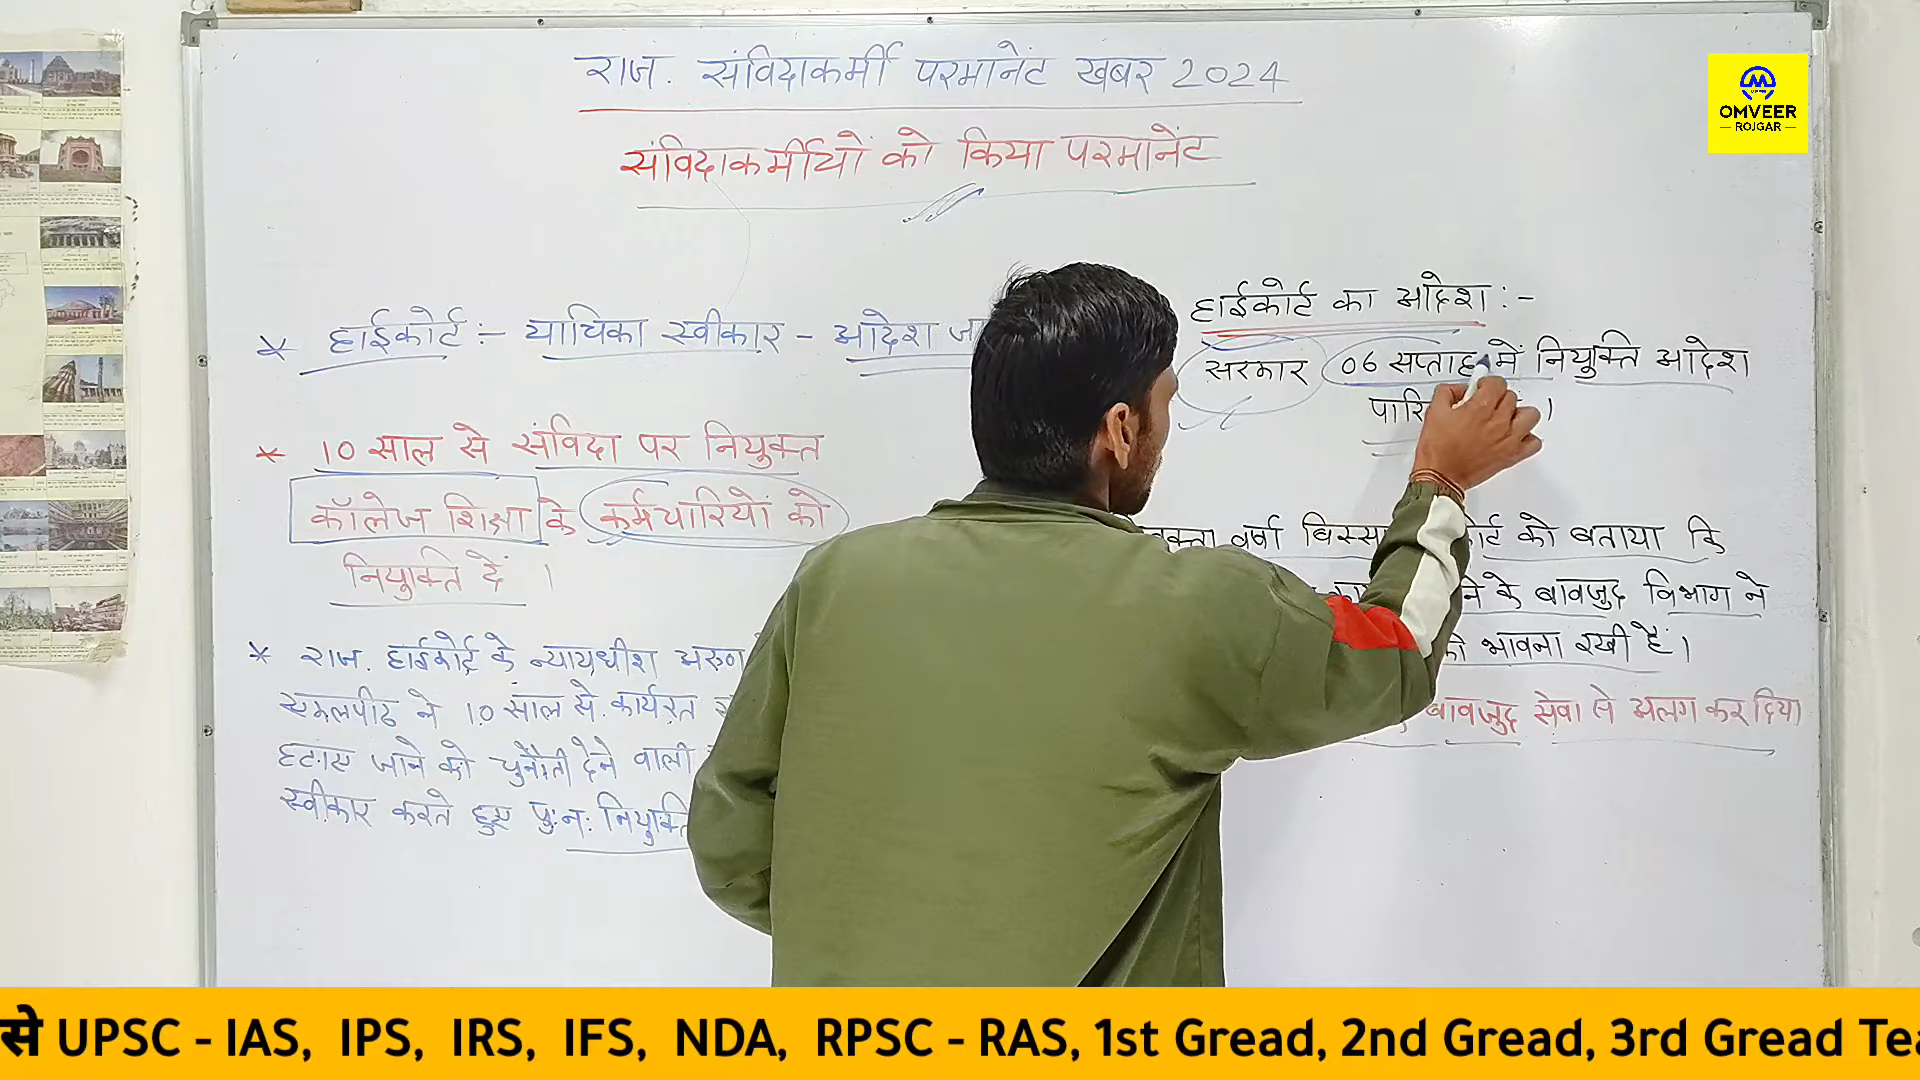 राज. संविदाकर्मी परमानेंट खबर 2024
संविदाकर्मीयों को किया परमानेंट
OMVEER
ROJGAR
* हाईकोर्ट :- याचिका स्वीकार - आदेश
* 10 साल से संविदा पर नियुक्त
कॉलेज शिक्षा के कर्मचारियों को
नियुक्ति दें ।
* राज. हाईकोर्ट के न्यायधीश अरुण
एकलपीठ ने 10 साल से कार्यरत
हटाए जाने को चुनौती देने वाली
स्वीकार करते हुए पुन: नियुक्ति
हाईकोर्ट का आदेश :-
सरकार 06 सप्ताह में नियुक्ति आदेश
।
वर्षा कोर्ट को बताया कि
के बावजुद विभाग ने
भावना रखी हैं ।
बावजुद सेवा से अलग कर दिया
से UPSC - IAS, IPS, IRS, IFS, NDA, RPSC - RAS, 1st Gread, 2nd Gread, 3rd Gread